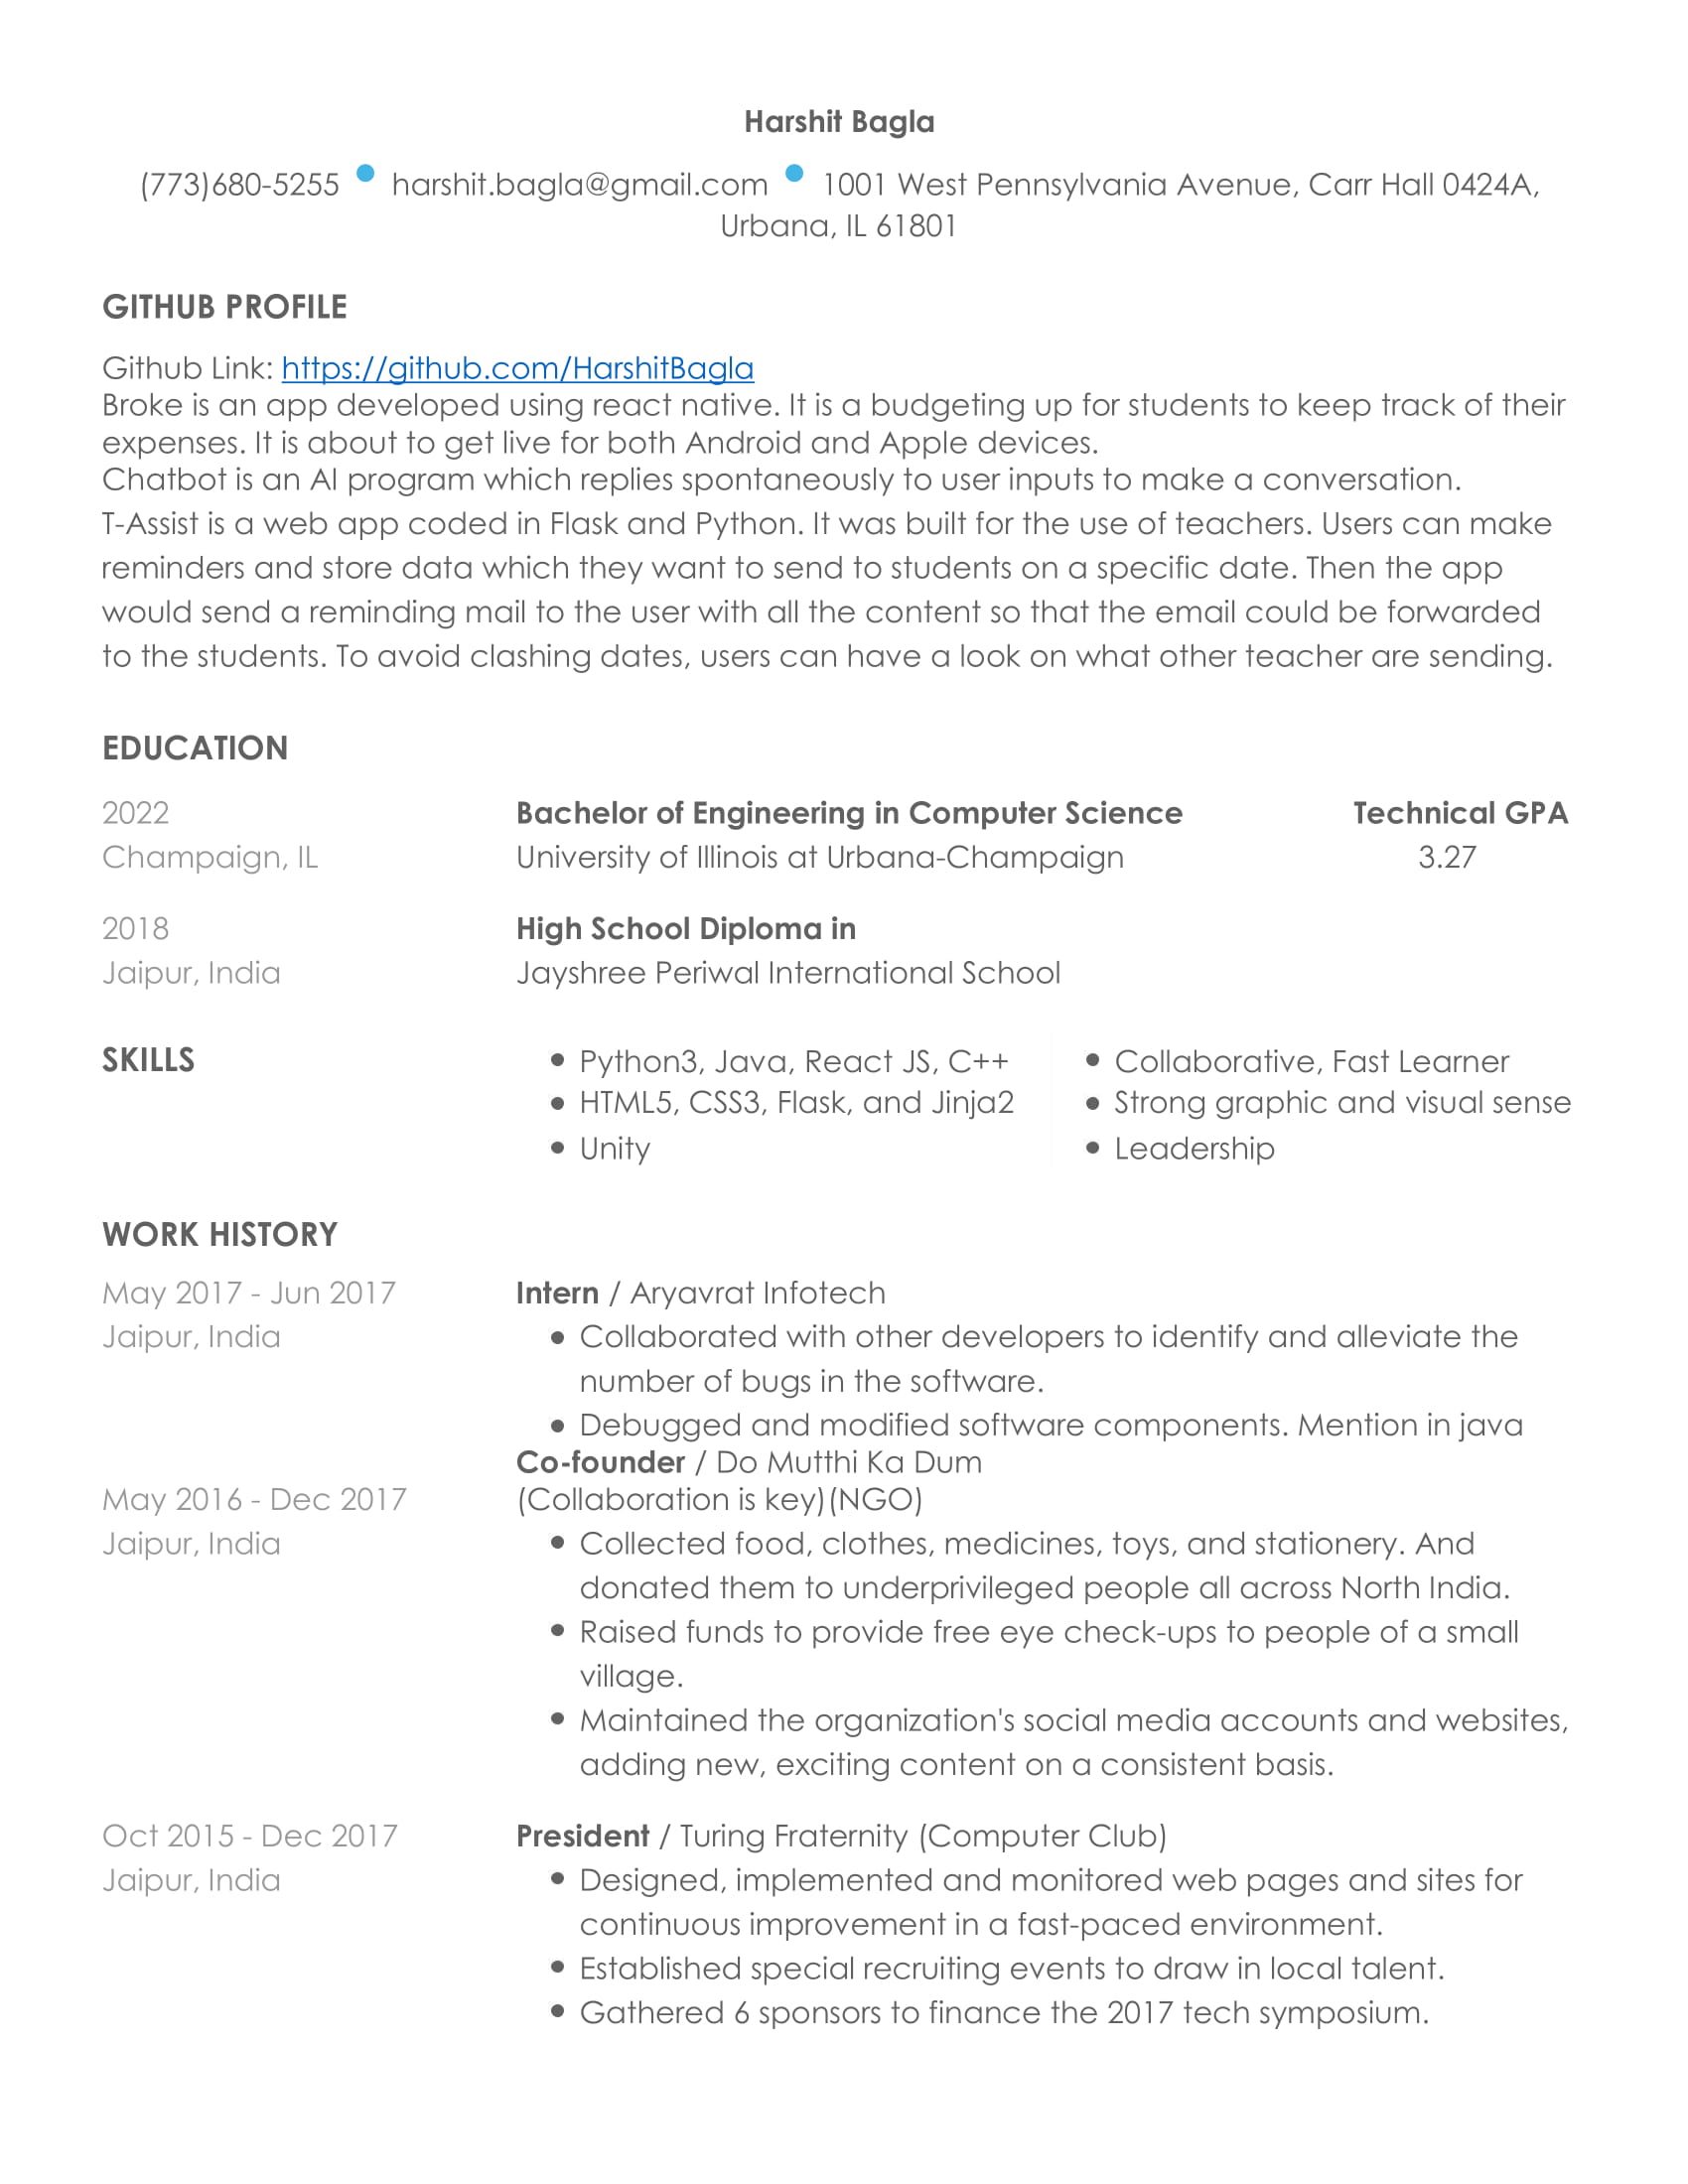 Harshit Bagla
(773)680-5255 • harshit.bagla@gmail.com • 1001 West Pennsylvania Avenue, Carr Hall 0424A,
Urbana, IL 61801
GITHUB PROFILE
Github Link: https://github.com/HarshitBagla
Broke is an app developed using react native. It is a budgeting up for students to keep track of their
expenses. It is about to get live for both Android and Apple devices.
Chatbot is an AI program which replies spontaneously to user inputs to make a conversation.
T-Assist is a web app coded in Flask and Python. It was built for the use of teachers. Users can make
reminders and store data which they want to send to students on a specific date. Then the app
would send a reminding mail to the user with all the content so that the email could be forwarded
to the students. To avoid clashing dates, users can have a look on what other teacher are sending.
EDUCATION
2022 Bachelor of Engineering in Computer Science Technical GPA
Champaign, IL University of Illinois at Urbana-Champaign 3.27
2018 High School Diploma in
Jaipur, India Jayshree Periwal International School
SKILLS • Python3, Java, React JS, C++ • Collaborative, Fast Learner
• HTML5, CSS3, Flask, and Jinja2 • Strong graphic and visual sense
• Unity • Leadership
WORK HISTORY
May 2017 - Jun 2017 Intern / Aryavrat Infotech
Jaipur, India • Collaborated with other developers to identify and alleviate the
number of bugs in the software.
• Debugged and modified software components. Mention in java
Co-founder / Do Mutthi Ka Dum
May 2016 - Dec 2017 (Collaboration is key)(NGO)
Jaipur, India • Collected food, clothes, medicines, toys, and stationery. And
donated them to underprivileged people all across North India.
• Raised funds to provide free eye check-ups to people of a small
village.
• Maintained the organization's social media accounts and websites,
adding new, exciting content on a consistent basis.
Oct 2015 - Dec 2017 President / Turing Fraternity (Computer Club)
Jaipur, India • Designed, implemented and monitored web pages and sites for
continuous improvement in a fast-paced environment.
• Established special recruiting events to draw in local talent.
• Gathered 6 sponsors to finance the 2017 tech symposium.